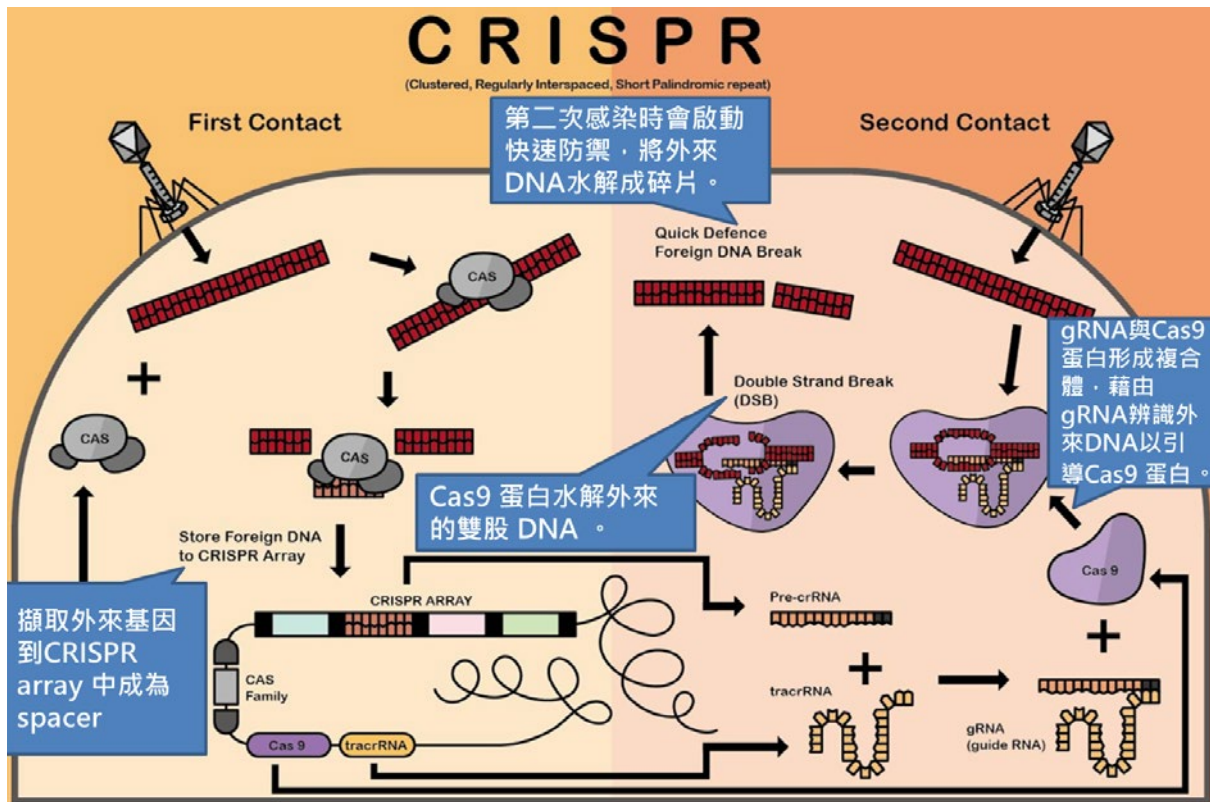 CRISPR
(Clustered, Regularly Interspaced, Short Palindromic repeat)
First Contact
第二次感染時會啟動
快速防禦，將外來
DNA水解成碎片。
Second Contact
Quick Defence
Foreign DNA Break
CAS
CAS
gRNA與Cas9
蛋白形成複合
體，藉由
gRNA辨識外
來DNA以引
導Cas9 蛋白。
Double Strand Break
(DSB)
CAS
Cas9 蛋白水解外來
的雙股 DNA 。
Store Foreign DNA
to CRISPR Array
Cas 9
擷取外來基因
到CRISPR
array 中成為
spacer
CRISPR ARRAY
Pre-crRNA
CAS
Family
tracrRNA
gRNA
(guide RNA)
Cas 9
tracrRNA